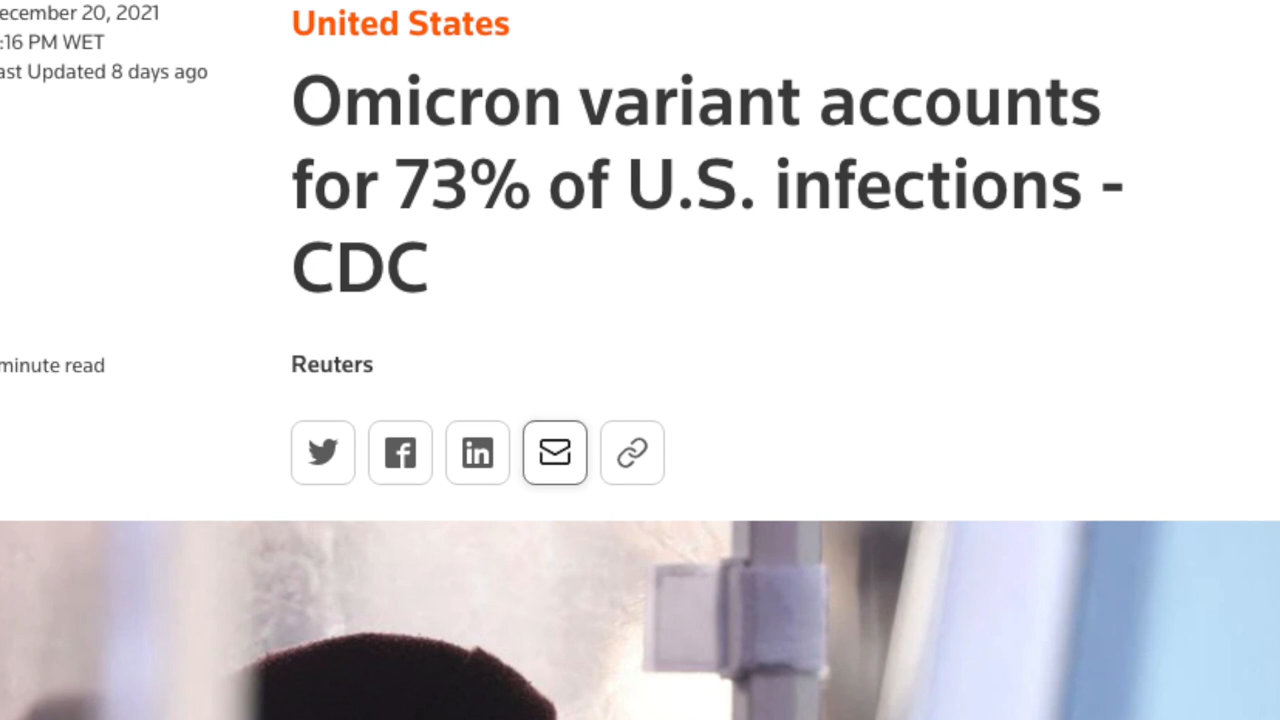 ecember 20, 2021
:16 PM WET
ast Updated 8 days ago
United States
Omicron variant accounts
for 73% of U.S. infections -
CDC
minute read
Reuters